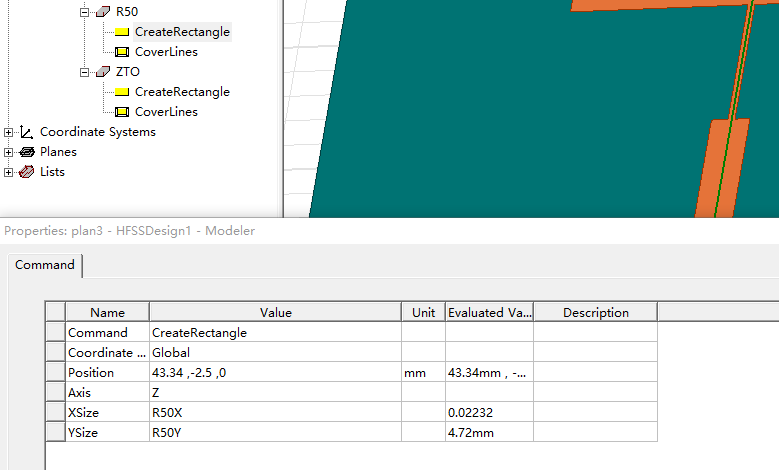 R50
CreateRectangle
CoverLines
ZTO
CreateRectangle
CoverLines
Coordinate Systems
Planes
Lists
Properties: plan3 - HFSSDesign1 - Modeler
Command
Name Value Unit Evaluated Va... Description
Command CreateRectangle
Coordinate ... Global
Position 43.34 ,-2.5 ,0 mm 43.34mm , -...
Axis Z
XSize R50X 0.02232
YSize R50Y 4.72mm